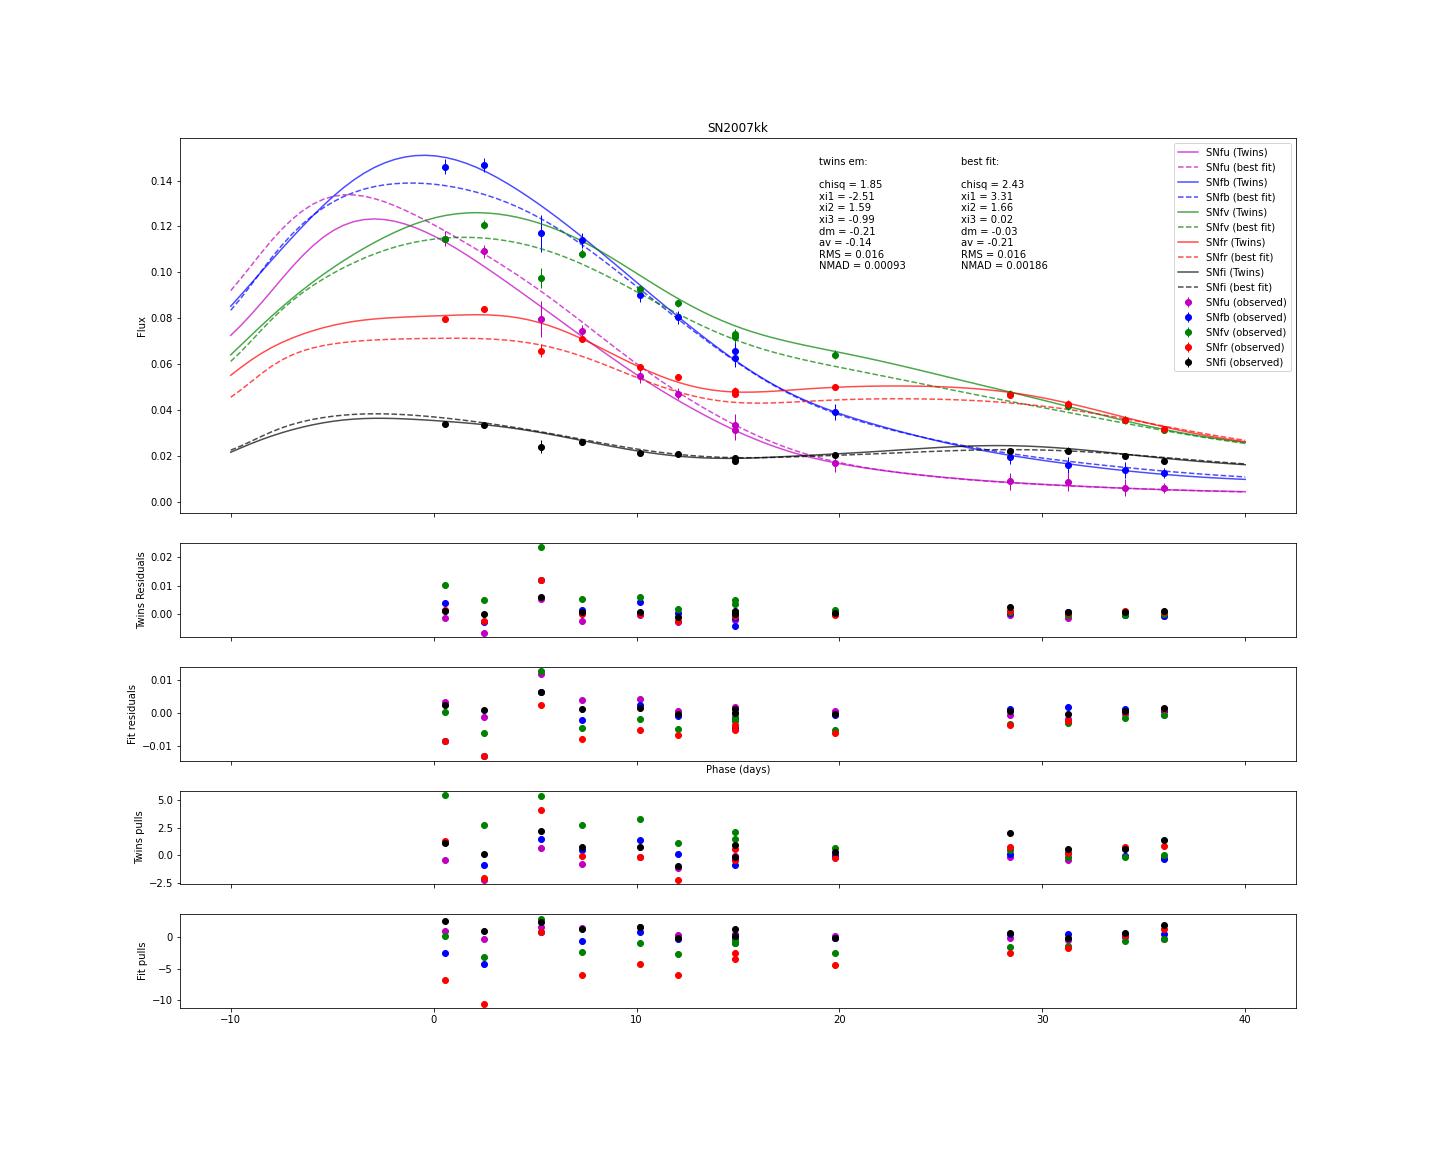 SN2007kk
Flux
0.14
0.12
0.10
0.08
0.06
0.04
0.02
0.00
twins em:
chisq = 1.85
xi1 = -2.51
xi2 = 1.59
xi3 = -0.99
dm = -0.21
av = -0.14
RMS = 0.016
NMAD = 0.00093
best fit:
chisq = 2.43
xi1 = 3.31
xi2 = 1.66
xi3 = 0.02
dm = -0.03
av = -0.21
RMS = 0.016
NMAD = 0.00186
SNfu (Twins)
SNfu (best fit)
SNfb (Twins)
SNfb (best fit)
SNfv (Twins)
SNfv (best fit)
SNfr (Twins)
SNfr (best fit)
SNfi (Twins)
SNfi (best fit)
SNfu (observed)
SNfb (observed)
SNfv (observed)
SNfr (observed)
SNfi (observed)
Twins Residuals
0.02
0.01
0.00
Fit residuals
0.01
0.00
−0.01
Phase (days)
Twins pulls
5.0
2.5
0.0
−2.5
Fit pulls
0
−5
−10
−10
0
10
20
30
40